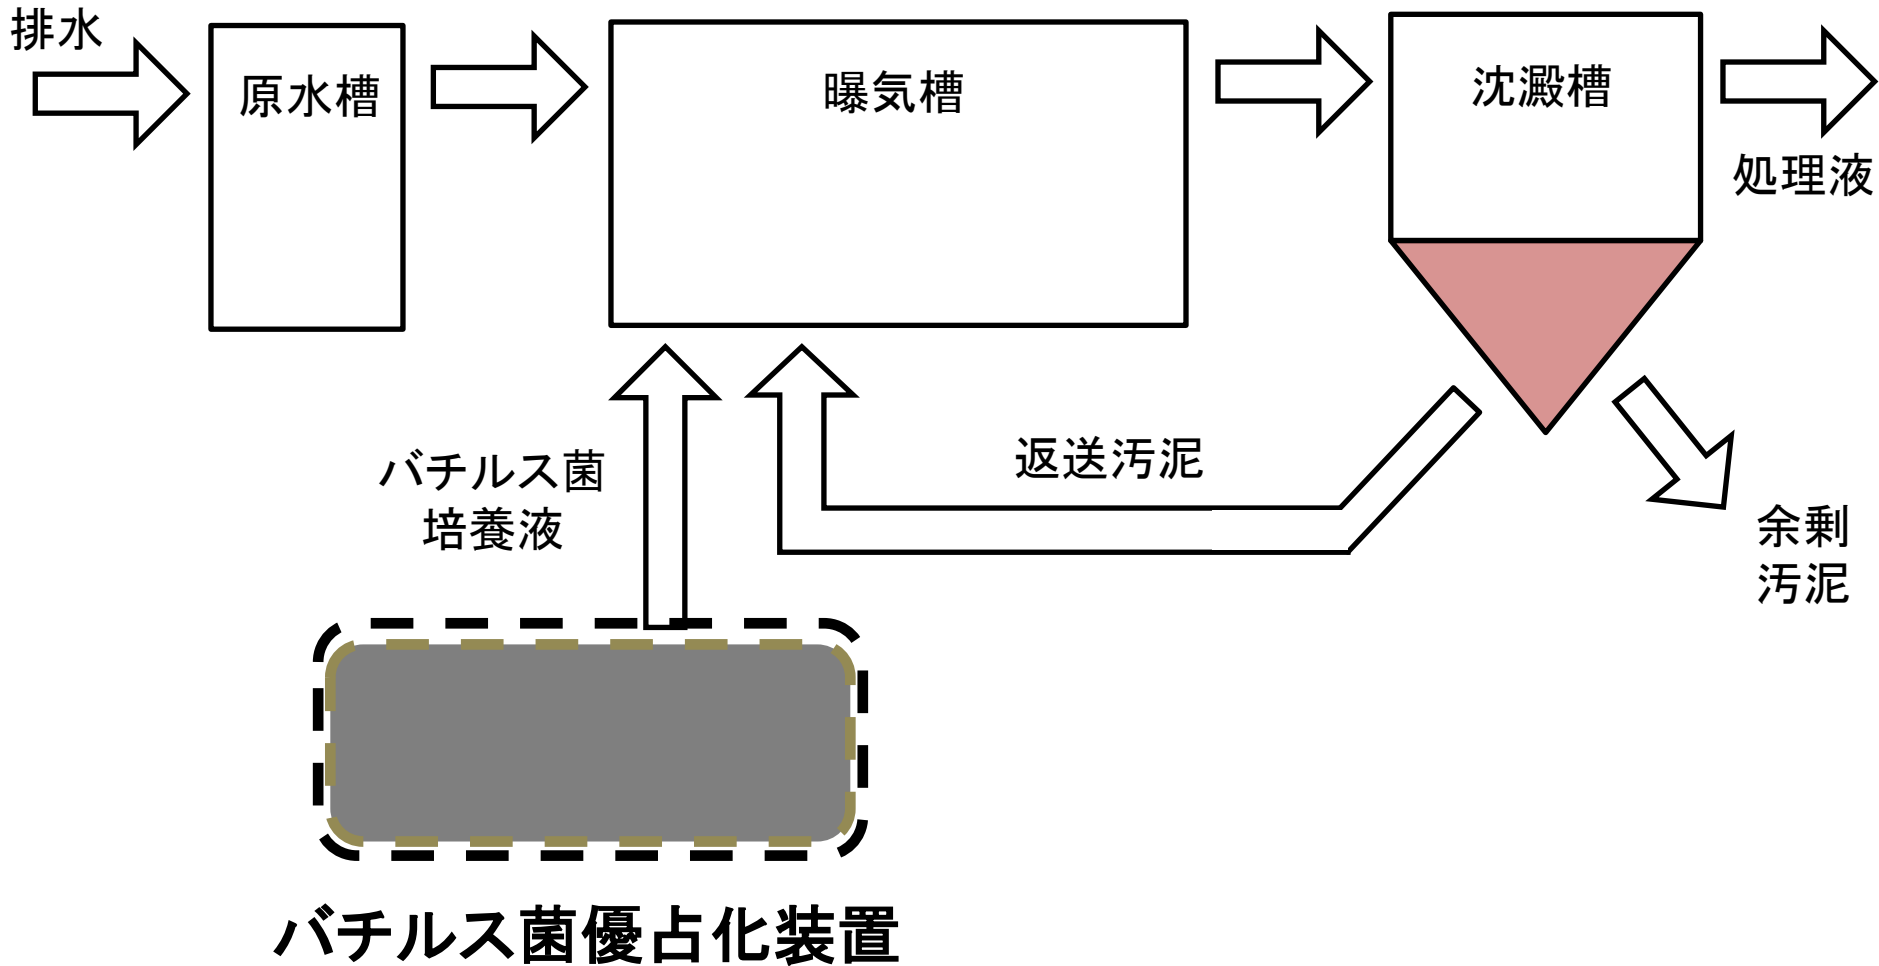 排水
原水槽
曝気槽
沈澱槽
処理液
バチルス菌
培養液
返送汚泥
余剰
汚泥
バチルス菌優占化装置